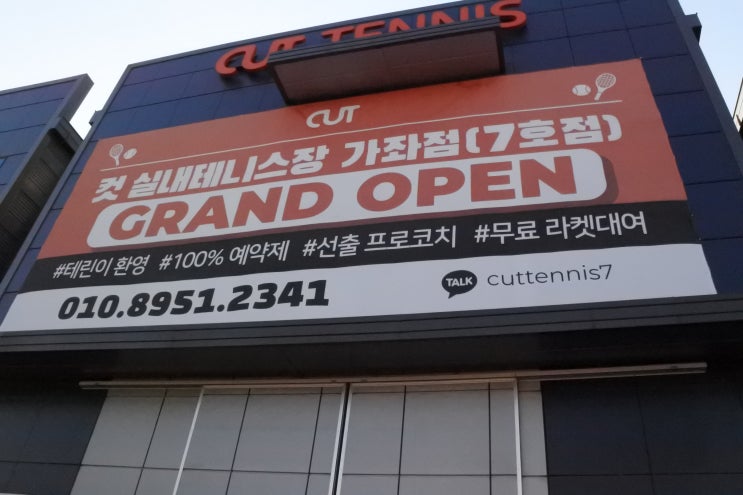 CUT TENNIS
CUT
컷 실내테니스장 가좌점(7호점)
GRAND OPEN
#테린이 환영 #100% 예약제 #선출 프로코치 #무료 라켓대여
010.8951.2341
TALK cuttennis7